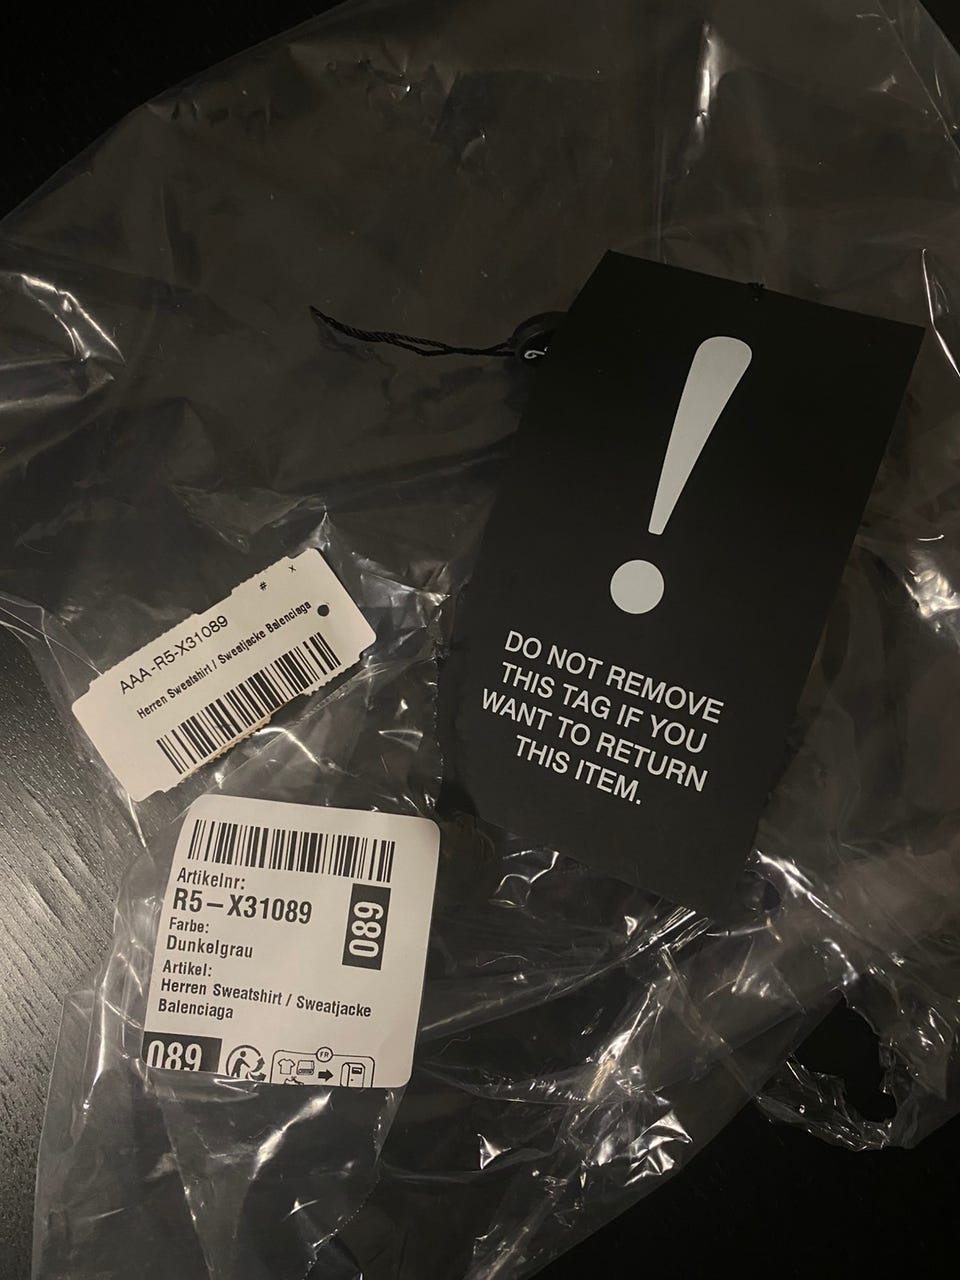 DO NOT REMOVE
THIS TAG IF YOU
WANT TO RETURN
THIS ITEM.
# x
AAA-R5-X31089
Herren Sweatshirt / Sweatjacke Balenciaga
Artikelnr:
R5-X31089
089
Farbe:
Dunkelgrau
Artikel:
Herren Sweatshirt / Sweatjacke
Balenciaga
089
FR